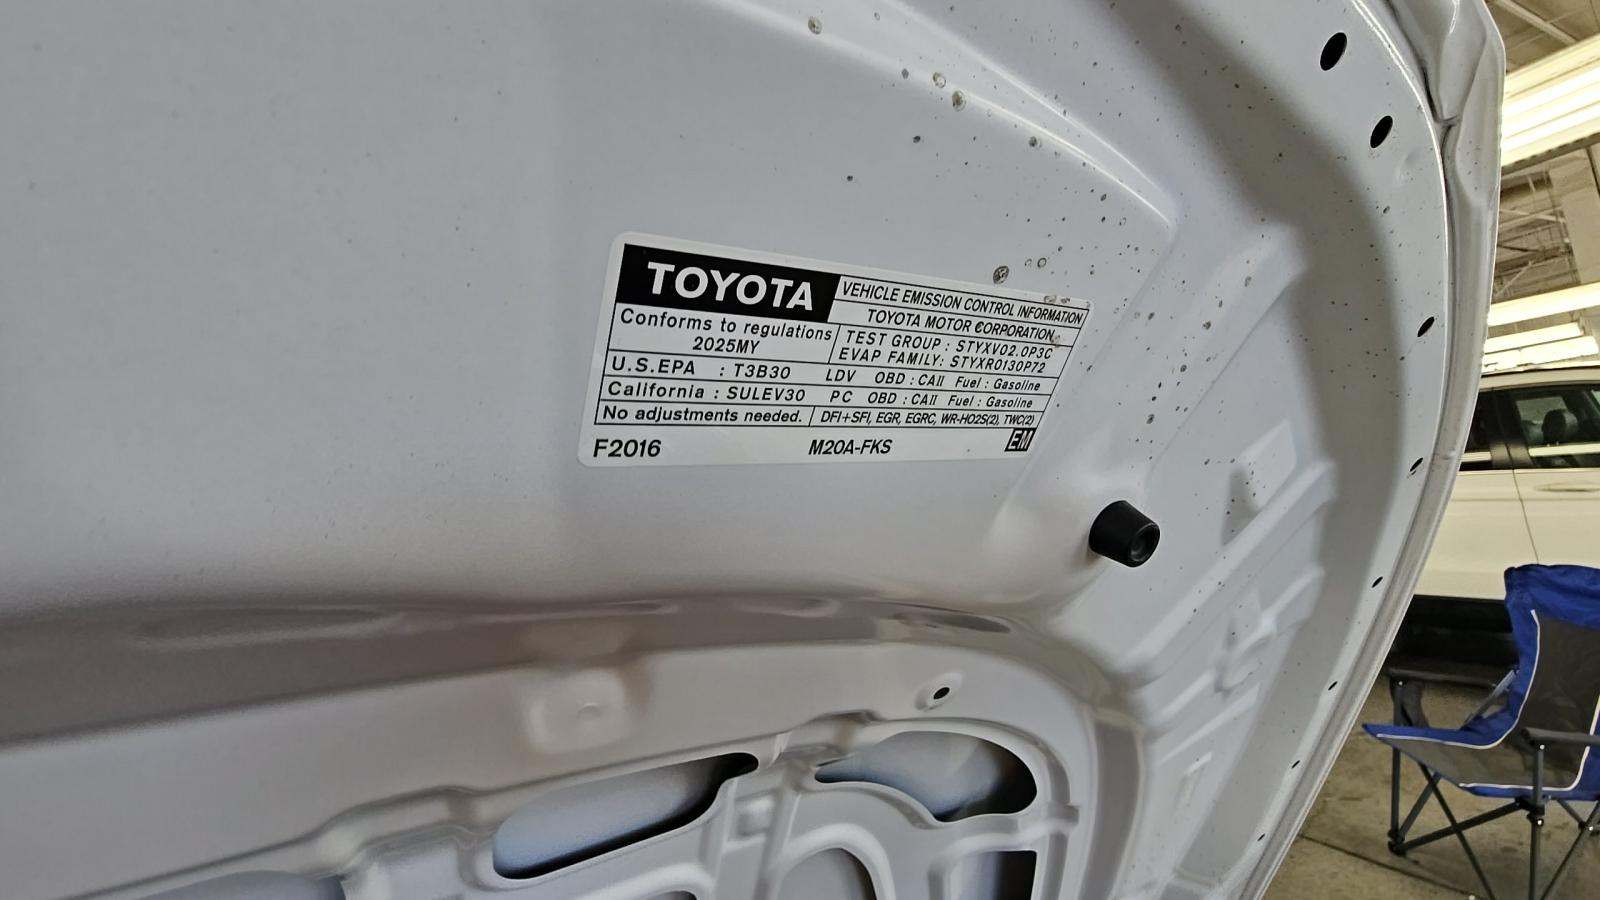 TOYOTA
VEHICLE EMISSION CONTROL INFORMATION
TOYOTA MOTOR CORPORATION
Conforms to regulations
2025MY
TEST GROUP : STYXV02.0P3C
EVAP FAMILY: STYXR0130P72
U.S.EPA : T3B30 LDV OBD : CAII Fuel : Gasoline
California : SULEV30 PC OBD : CAII Fuel : Gasoline
No adjustments needed. DFI+SFI, EGR, EGRC, WR-HO2S(2), TWC(2)
F2016 M20A-FKS EM